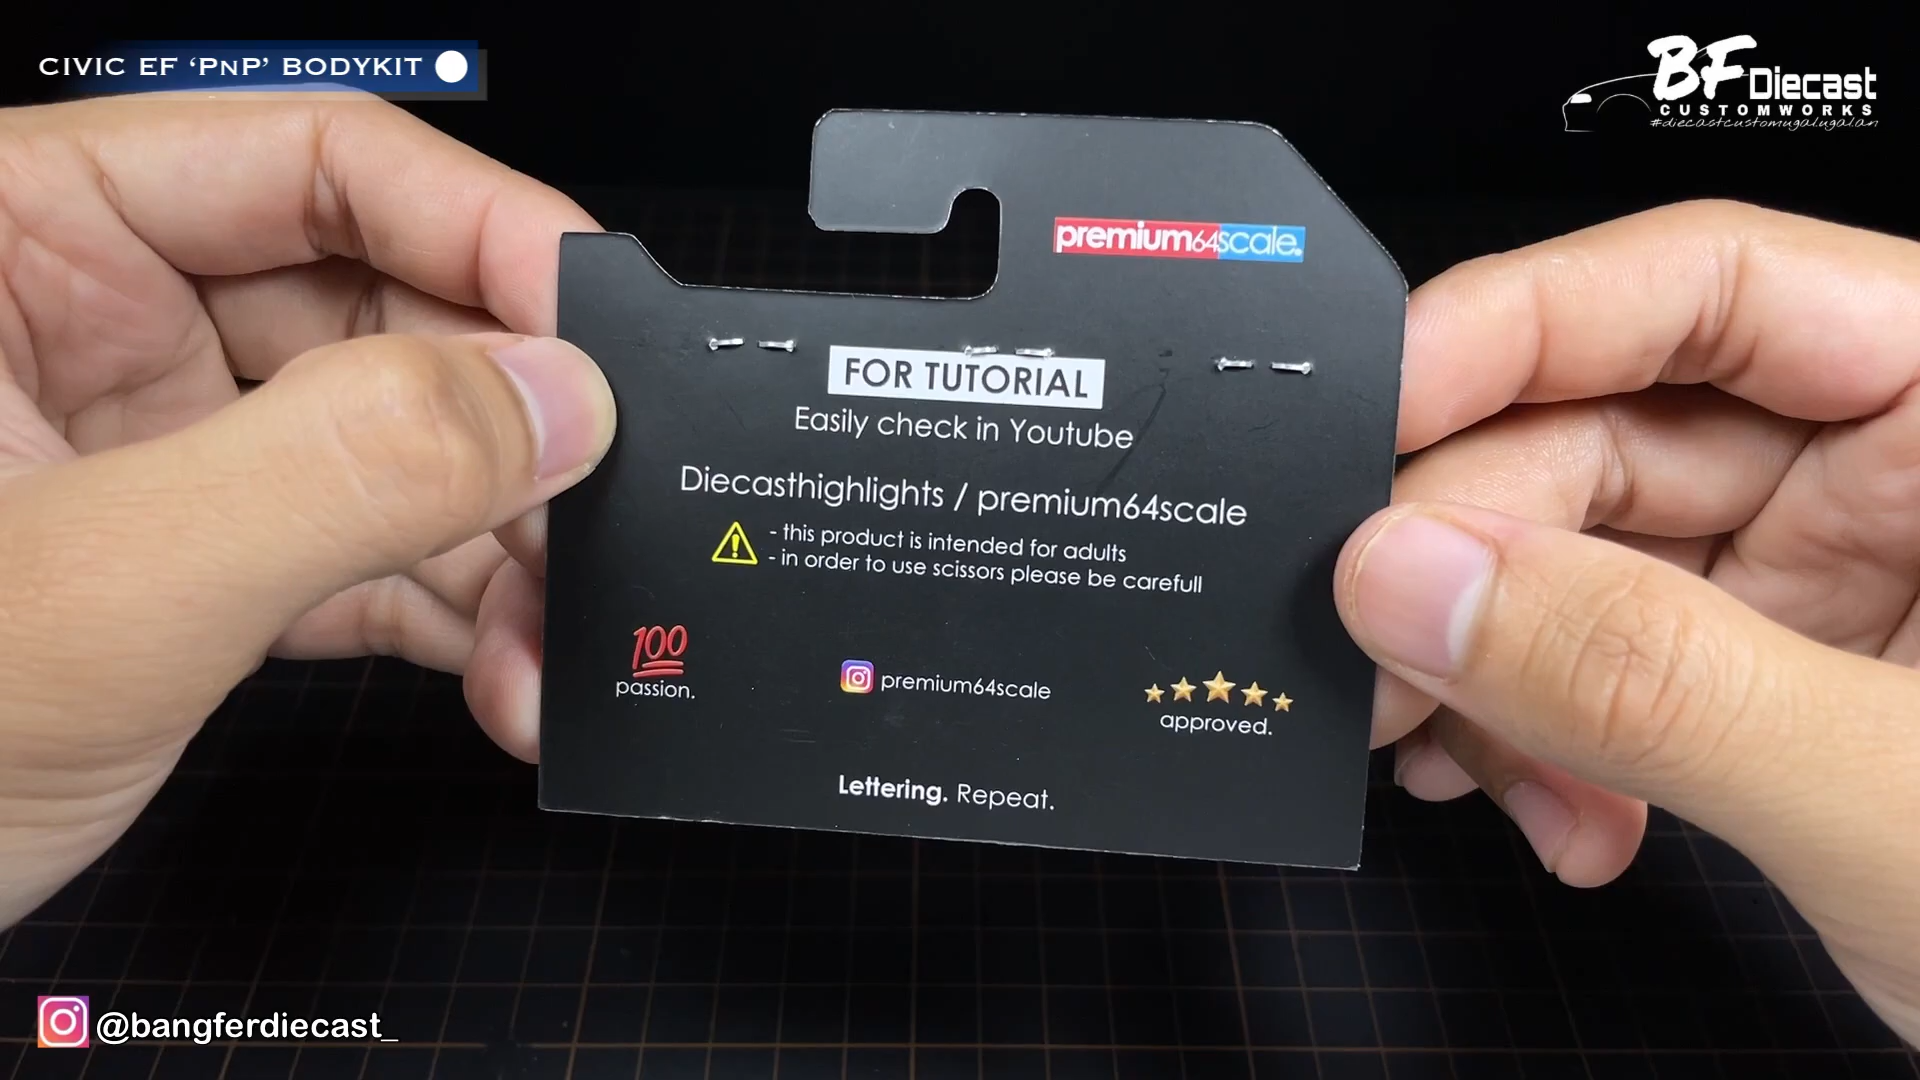 CIVIC EF ‘PNP’ BODYKIT
BF Diecast
CUSTOMWORKS
#diecastcustomugalugalan
premium64scale.
FOR TUTORIAL
Easily check in Youtube
Diecasthighlights / premium64scale
- this product is intended for adults
- in order to use scissors please be carefull
100
passion.
premium64scale
approved.
Lettering. Repeat.
@bangferdiecast_